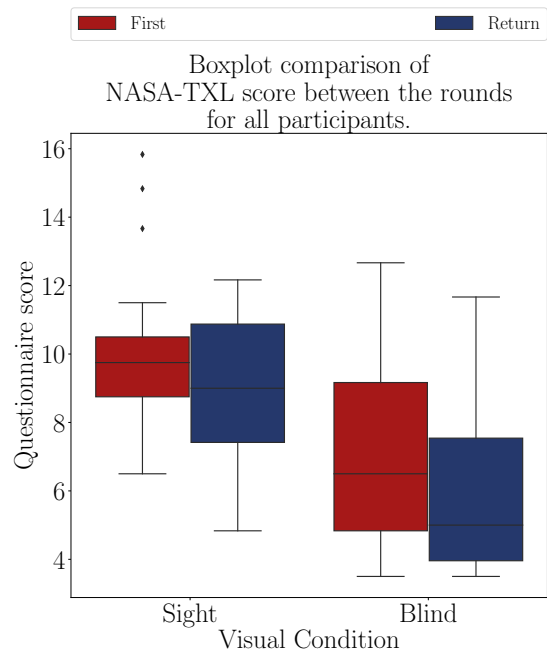 First
Return
Boxplot comparison of
NASA-TXL score between the rounds
for all participants.
16
14
12
10
8
6
4
Questionnaire score
Sight
Blind
Visual Condition